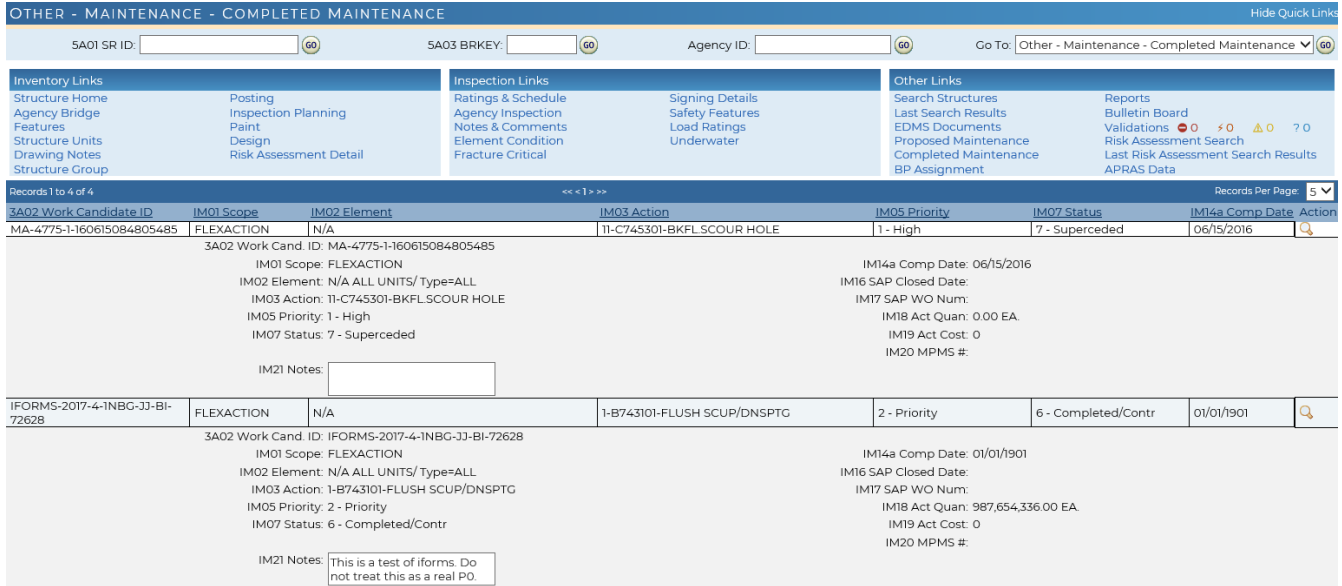 OTHER - MAINTENANCE - COMPLETED MAINTENANCE Hide Quick Links
5A01 SR ID: GO 5A03 BRKEY: GO Agency ID: GO Go To: Other - Maintenance - Completed Maintenance GO
Inventory Links Inspection Links Other Links
Structure Home Posting Ratings & Schedule Signing Details Search Structures Reports
Agency Bridge Inspection Planning Agency Inspection Safety Features Last Search Results Bulletin Board
Features Paint Notes & Comments Load Ratings EDMS Documents Validations 0 0 0 ? 0
Structure Units Design Element Condition Underwater Proposed Maintenance Risk Assessment Search
Drawing Notes Risk Assessment Detail Fracture Critical Completed Maintenance Last Risk Assessment Search Results
Structure Group BP Assignment APRAS Data
Records 1 to 4 of 4 << < 1 > >> Records Per Page: 5
3A02 Work Candidate ID IM01 Scope IM02 Element IM03 Action IM05 Priority IM07 Status IM14a Comp Date Action
MA-4775-1-160615084805485 FLEXACTION N/A 11-C745301-BKFL.SCOUR HOLE 1 - High 7 - Superceded 06/15/2016
3A02 Work Cand. ID: MA-4775-1-160615084805485
IM01 Scope: FLEXACTION IM14a Comp Date: 06/15/2016
IM02 Element: N/A ALL UNITS/ Type=ALL IM16 SAP Closed Date:
IM03 Action: 11-C745301-BKFL.SCOUR HOLE IM17 SAP WO Num:
IM05 Priority: 1 - High IM18 Act Quan: 0.00 EA.
IM07 Status: 7 - Superceded IM19 Act Cost: 0
IM20 MPMS #:
IM21 Notes:
IFORMS-2017-4-1NBG-JJ-BI-72628 FLEXACTION N/A 1-B743101-FLUSH SCUP/DNSPTG 2 - Priority 6 - Completed/Contr 01/01/1901
3A02 Work Cand. ID: IFORMS-2017-4-1NBG-JJ-BI-72628
IM01 Scope: FLEXACTION IM14a Comp Date: 01/01/1901
IM02 Element: N/A ALL UNITS/ Type=ALL IM16 SAP Closed Date:
IM03 Action: 1-B743101-FLUSH SCUP/DNSPTG IM17 SAP WO Num:
IM05 Priority: 2 - Priority IM18 Act Quan: 987,654,336.00 EA.
IM07 Status: 6 - Completed/Contr IM19 Act Cost: 0
IM20 MPMS #:
IM21 Notes: This is a test of iforms. Do
not treat this as a real P0.